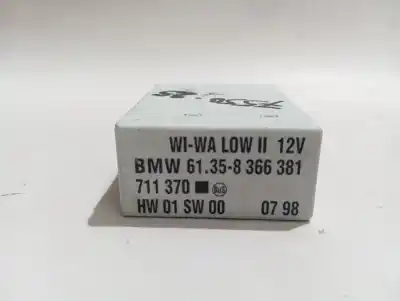 WI-WA LOW II 12V
BMW 61.35-8 366 381
711 370
HW 01 SW 00 07 98